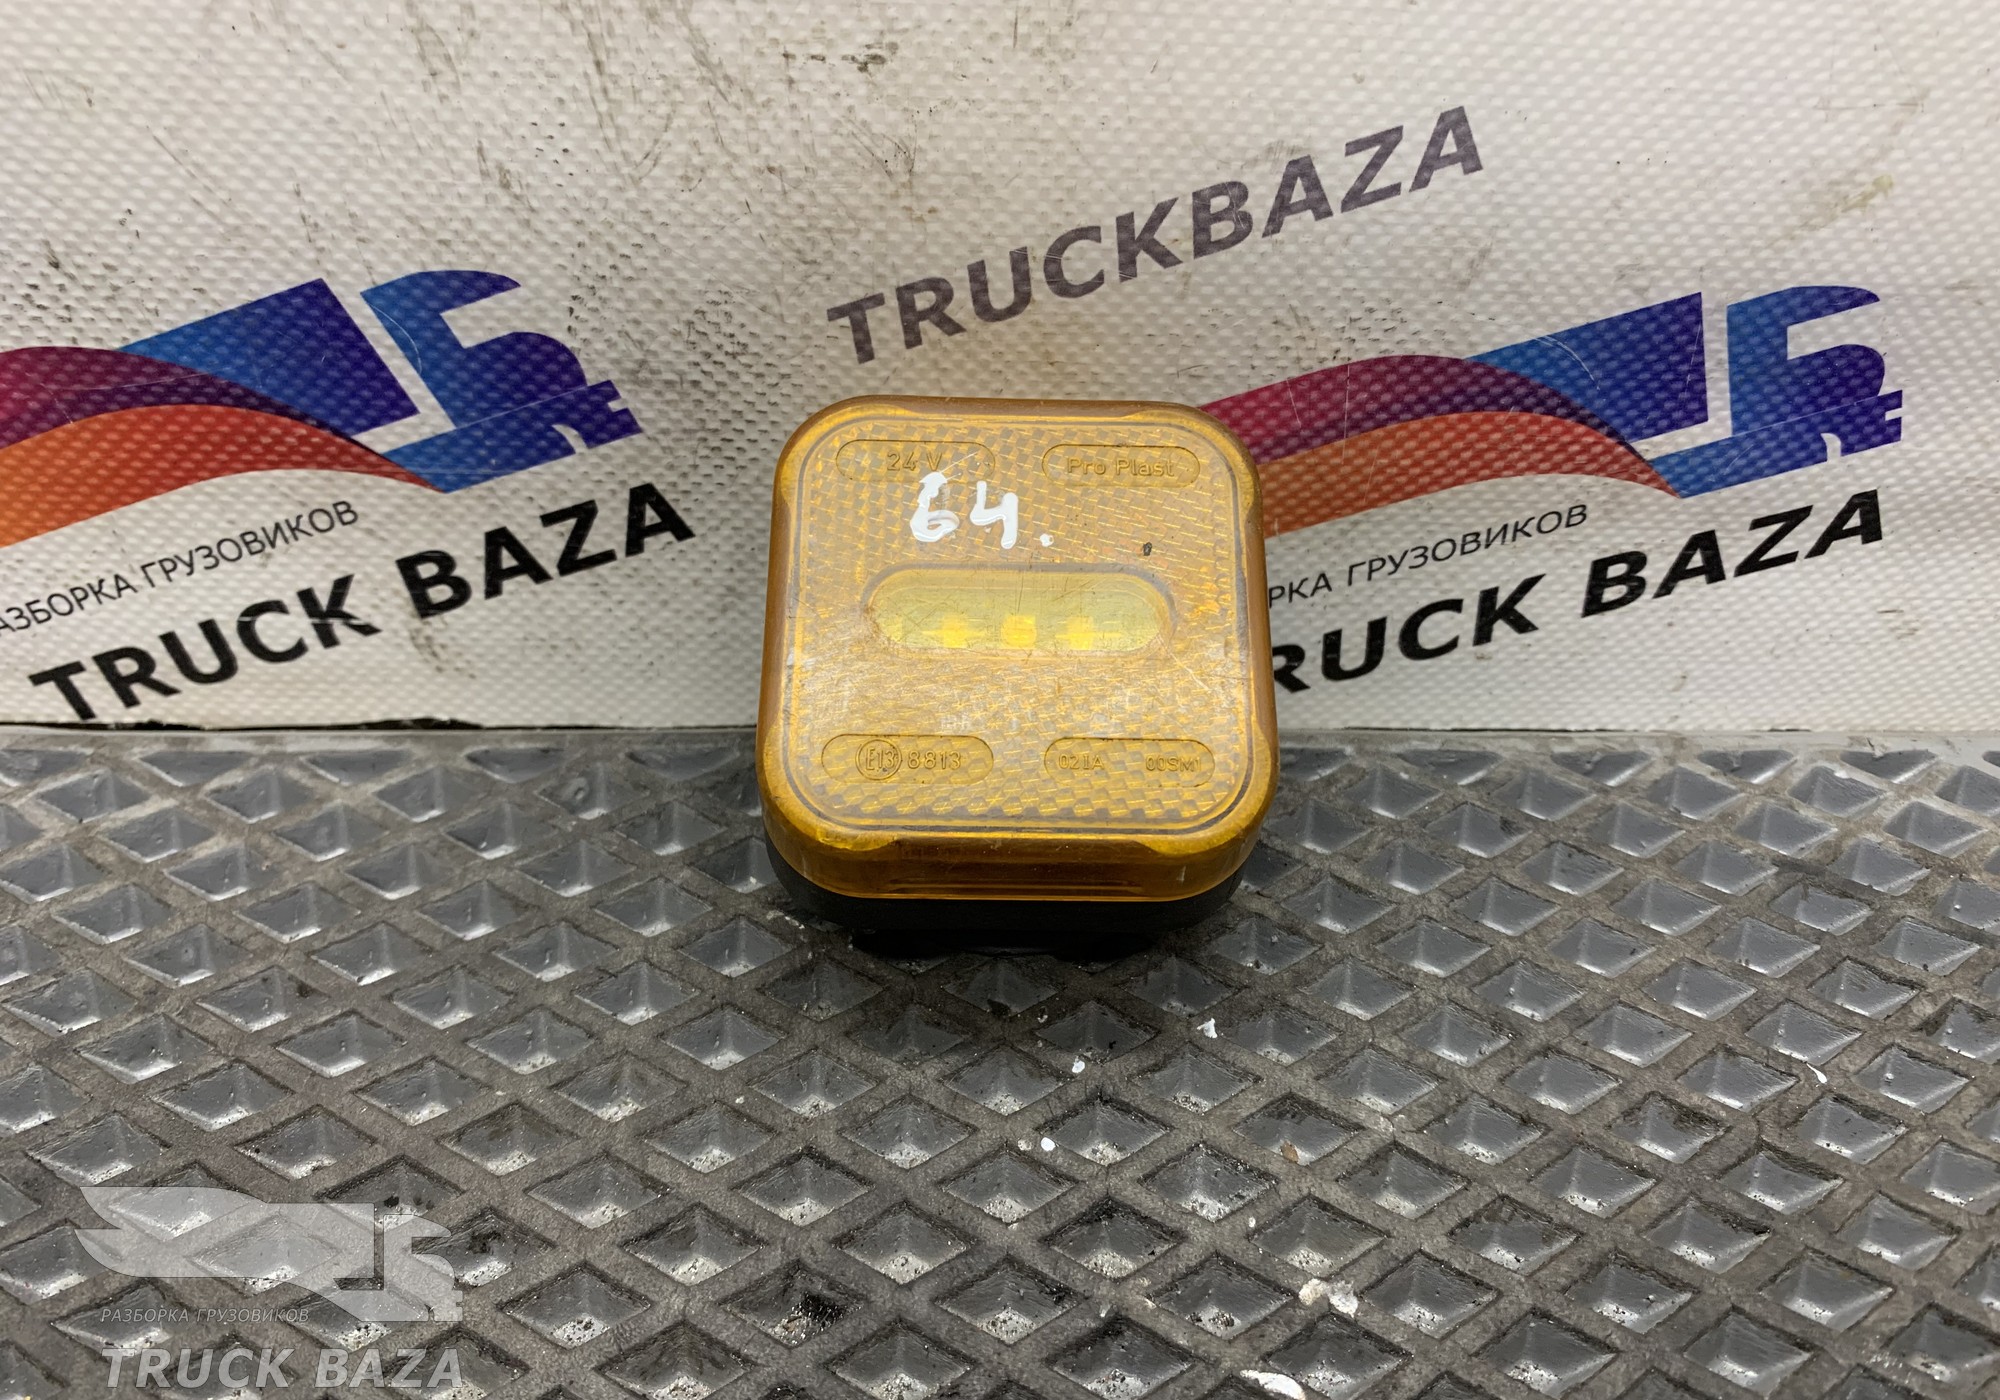 TRUCKBAZA
РАЗБОРКА ГРУЗОВИКОВ
TRUCK BAZA
РКА ГРУЗОВИКОВ
RUCK BAZA
24 V
Pro Plast
64.
E13 8813
02 IA 00SM1
РАЗБОРКА ГРУЗОВИКОВ
TRUCK BAZA